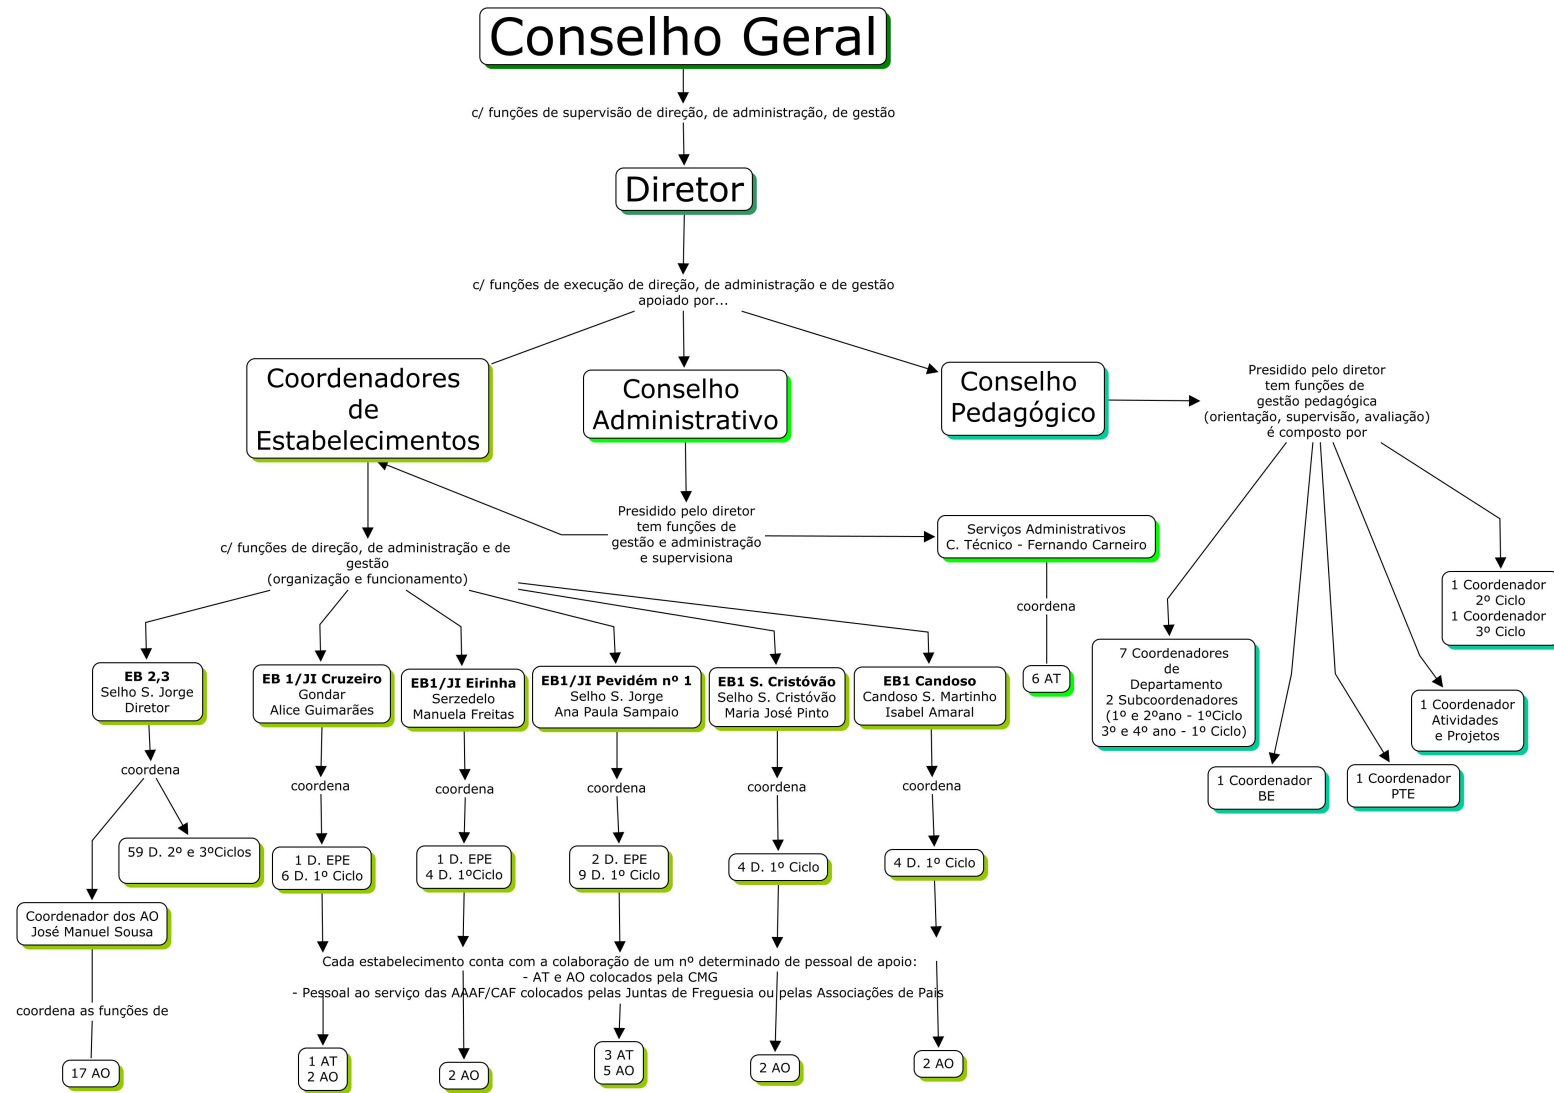 Conselho Geral
c/ funções de supervisão de direção, de administração, de gestão
Diretor
c/ funções de execução de direção, de administração e de gestão
apoiado por...
Coordenadores
de
Estabelecimentos
Conselho
Administrativo
Conselho
Pedagógico
Presidido pelo diretor
tem funções de
gestão pedagógica
(orientação, supervisão, avaliação)
é composto por
c/ funções de direção, de administração e de
gestão
(organização e funcionamento)
Presidido pelo diretor
tem funções de
gestão e administração
e supervisiona
Serviços Administrativos
C. Técnico - Fernando Carneiro
coordena
6 AT
1 Coordenador
2º Ciclo
1 Coordenador
3º Ciclo
7 Coordenadores
de
Departamento
2 Subcoordenadores
(1º e 2ºano - 1ºCiclo
3º e 4º ano - 1º Ciclo)
1 Coordenador
Atividades
e Projetos
1 Coordenador
BE
1 Coordenador
PTE
EB 2,3
Selho S. Jorge
Diretor
EB 1/JI Cruzeiro
Gondar
Alice Guimarães
EB1/JI Eirinha
Serzedelo
Manuela Freitas
EB1/JI Pevidém nº 1
Selho S. Jorge
Ana Paula Sampaio
EB1 S. Cristóvão
Selho S. Cristóvão
Maria José Pinto
EB1 Candoso
Candoso S. Martinho
Isabel Amaral
coordena
coordena
coordena
coordena
coordena
coordena
59 D. 2º e 3ºCiclos
1 D. EPE
6 D. 1º Ciclo
1 D. EPE
4 D. 1ºCiclo
2 D. EPE
9 D. 1º Ciclo
4 D. 1º Ciclo
4 D. 1º Ciclo
Coordenador dos AO
José Manuel Sousa
Cada estabelecimento conta com a colaboração de um nº determinado de pessoal de apoio:
- AT e AO colocados pela CMG
- Pessoal ao serviço das AAAF/CAF colocados pelas Juntas de Freguesia ou pelas Associações de Pais
coordena as funções de
17 AO
1 AT
2 AO
2 AO
3 AT
5 AO
2 AO
2 AO